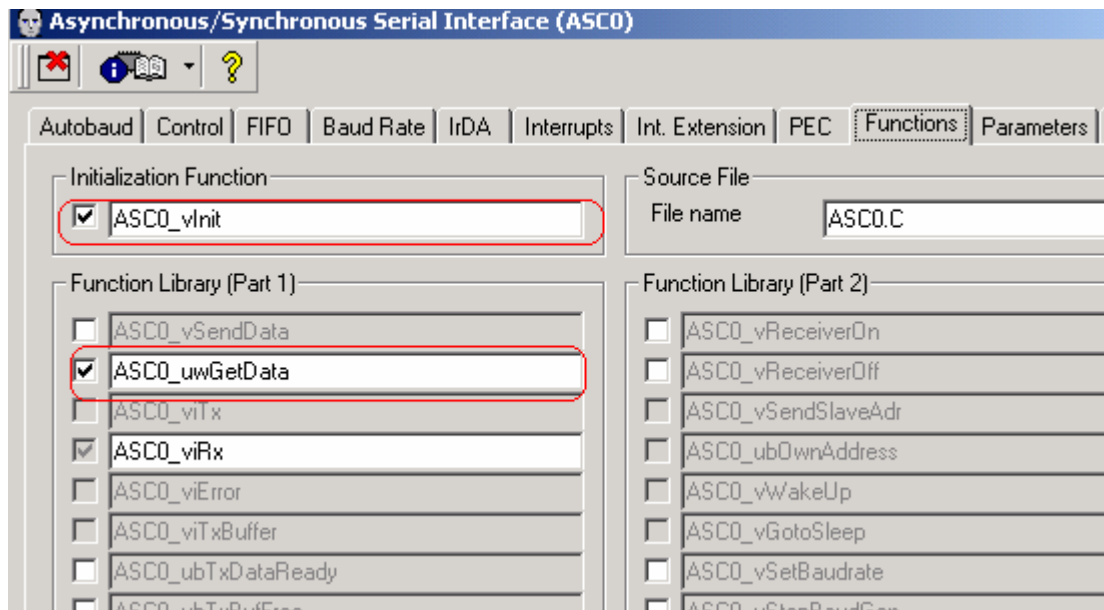 Asynchronous/Synchronous Serial Interface (ASC0)
Autobaud Control FIFO Baud Rate IrDA Interrupts Int. Extension PEC Functions Parameters
Initialization Function
ASC0_vInit
Source File
File name ASC0.C
Function Library (Part 1)
ASC0_vSendData
ASC0_uwGetData
ASC0_viTx
ASC0_viRx
ASC0_viError
ASC0_viTxBuffer
ASC0_ubTxDataReady
Function Library (Part 2)
ASC0_vReceiverOn
ASC0_vReceiverOff
ASC0_vSendSlaveAdr
ASC0_ubOwnAddress
ASC0_vWakeUp
ASC0_vGotoSleep
ASC0_vSetBaudrate